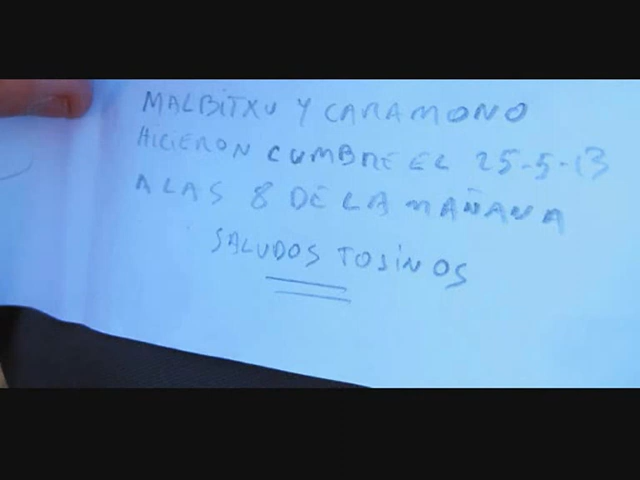 MALBITXU Y CARAMONO
HICIERON CUMBRE EL 25-5-13
A LAS 8 DE LA MAÑANA
SALUDOS TOSINOS